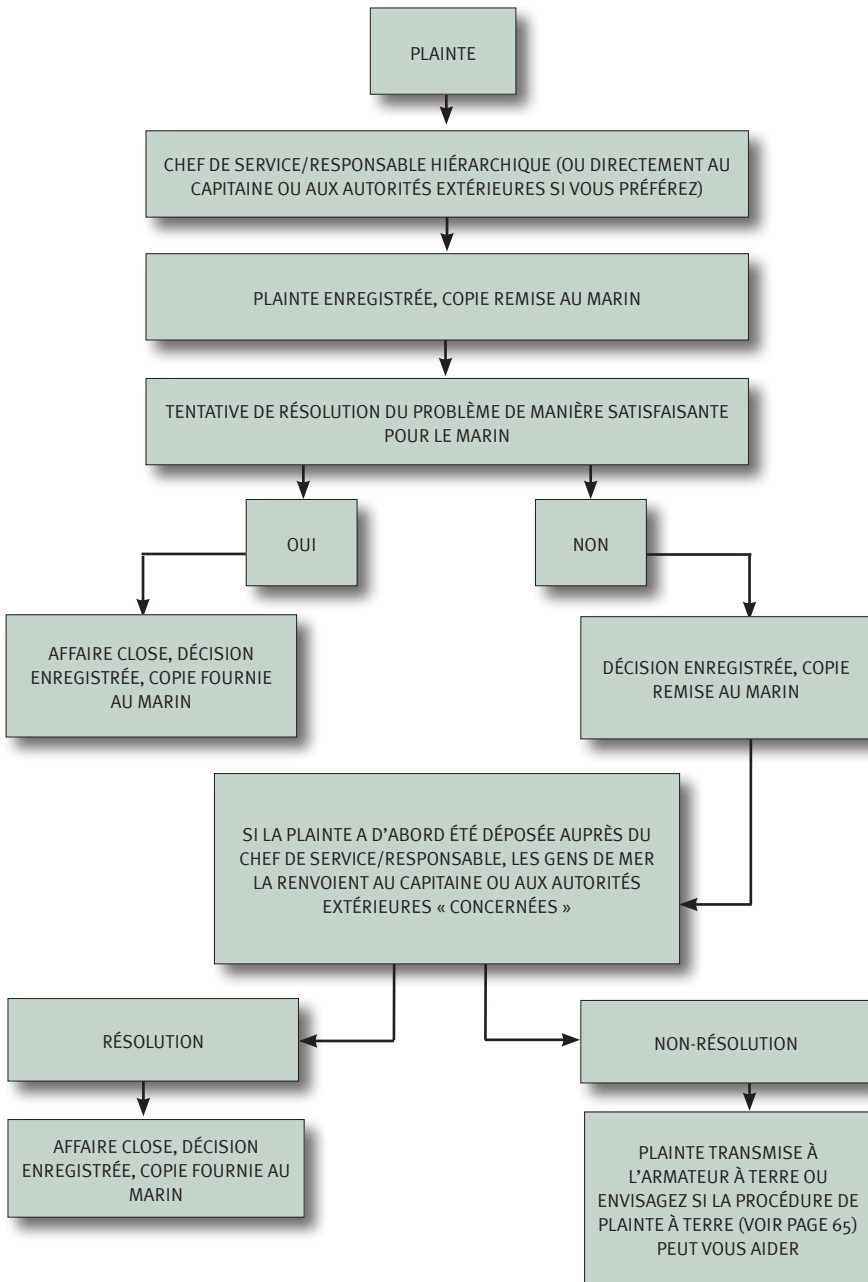 PLAINTE
CHEF DE SERVICE/RESPONSABLE HIÉRARCHIQUE (OU DIRECTEMENT AU
CAPITAINE OU AUX AUTORITÉS EXTÉRIEURES SI VOUS PRÉFÉREZ)
PLAINTE ENREGISTRÉE, COPIE REMISE AU MARIN
TENTATIVE DE RÉSOLUTION DU PROBLÈME DE MANIÈRE SATISFAISANTE
POUR LE MARIN
OUI
NON
AFFAIRE CLOSE, DÉCISION
ENREGISTRÉE, COPIE FOURNIE
AU MARIN
DÉCISION ENREGISTRÉE, COPIE
REMISE AU MARIN
SI LA PLAINTE A D’ABORD ÉTÉ DÉPOSÉE AUPRÈS DU
CHEF DE SERVICE/RESPONSABLE, LES GENS DE MER
LA RENVOIENT AU CAPITAINE OU AUX AUTORITÉS
EXTÉRIEURES « CONCERNÉES »
RÉSOLUTION
NON-RÉSOLUTION
AFFAIRE CLOSE, DÉCISION
ENREGISTRÉE, COPIE FOURNIE AU
MARIN
PLAINTE TRANSMISE À
L’ARMATEUR À TERRE OU
ENVISAGEZ SI LA PROCÉDURE DE
PLAINTE À TERRE (VOIR PAGE 65)
PEUT VOUS AIDER